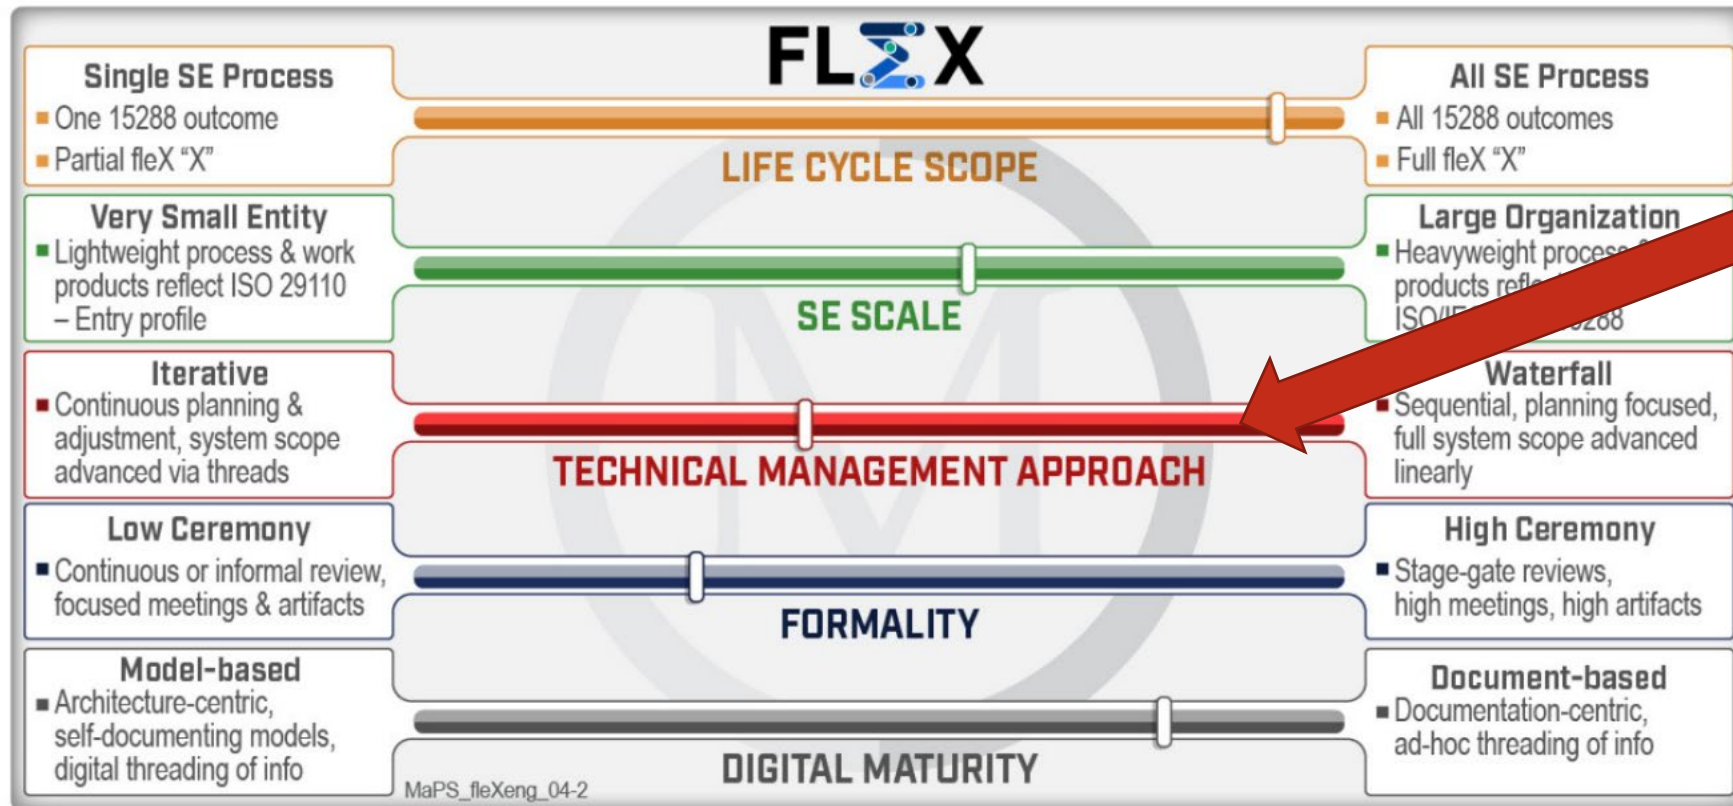 FLEX
Single SE Process
One 15288 outcome
Partial fleX “X”
LIFE CYCLE SCOPE
All SE Process
All 15288 outcomes
Full fleX “X”
Very Small Entity
Lightweight process & work
products reflect ISO 29110
– Entry profile
SE SCALE
Large Organization
Heavyweight process
products
Iterative
Continuous planning &
adjustment, system scope
advanced via threads
TECHNICAL MANAGEMENT APPROACH
Waterfall
Sequential, planning focused,
full system scope advanced
linearly
Low Ceremony
Continuous or informal review,
focused meetings & artifacts
FORMALITY
High Ceremony
Stage-gate reviews,
high meetings, high artifacts
Model-based
Architecture-centric,
self-documenting models,
digital threading of info
DIGITAL MATURITY
Document-based
Documentation-centric,
ad-hoc threading of info
MaPS_fleXeng_04-2